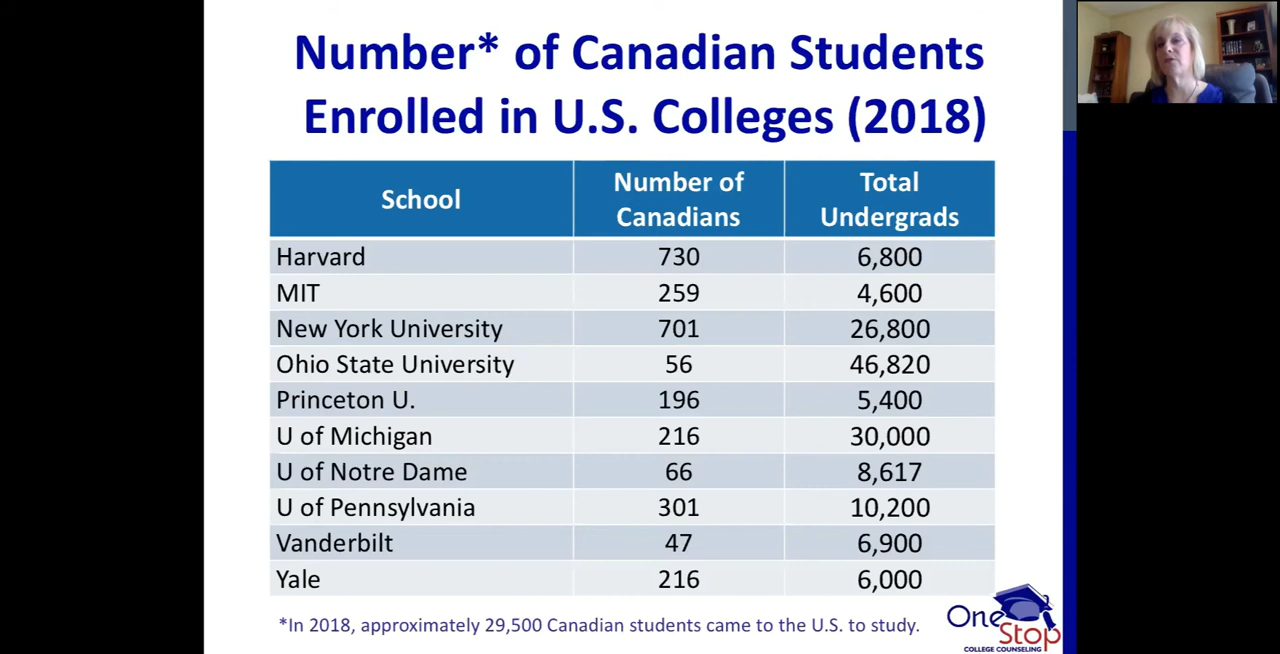 Number* of Canadian Students
Enrolled in U.S. Colleges (2018)
School Number of Canadians Total Undergrads
Harvard 730 6,800
MIT 259 4,600
New York University 701 26,800
Ohio State University 56 46,820
Princeton U. 196 5,400
U of Michigan 216 30,000
U of Notre Dame 66 8,617
U of Pennsylvania 301 10,200
Vanderbilt 47 6,900
Yale 216 6,000
*In 2018, approximately 29,500 Canadian students came to the U.S. to study.
One
Stop
COLLEGE COUNSELING